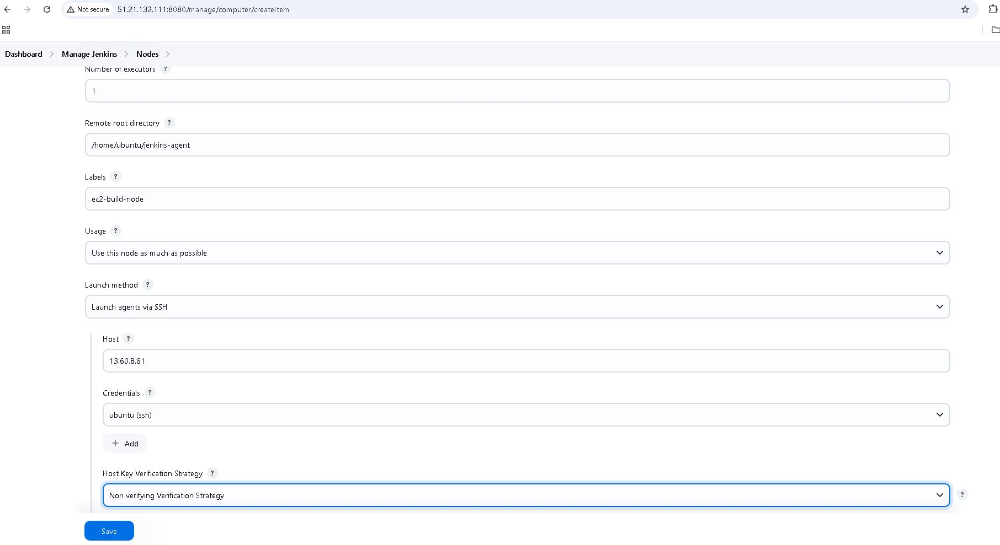 Not secure 51.21.132.111:8080/manage/computer/createItem
Dashboard > Manage Jenkins > Nodes >
Number of executors ?
1
Remote root directory ?
/home/ubuntu/jenkins-agent
Labels ?
ec2-build-node
Usage ?
Use this node as much as possible
Launch method ?
Launch agents via SSH
Host ?
13.60.8.61
Credentials ?
ubuntu (ssh)
+ Add
Host Key Verification Strategy ?
Non verifying Verification Strategy ?
Save